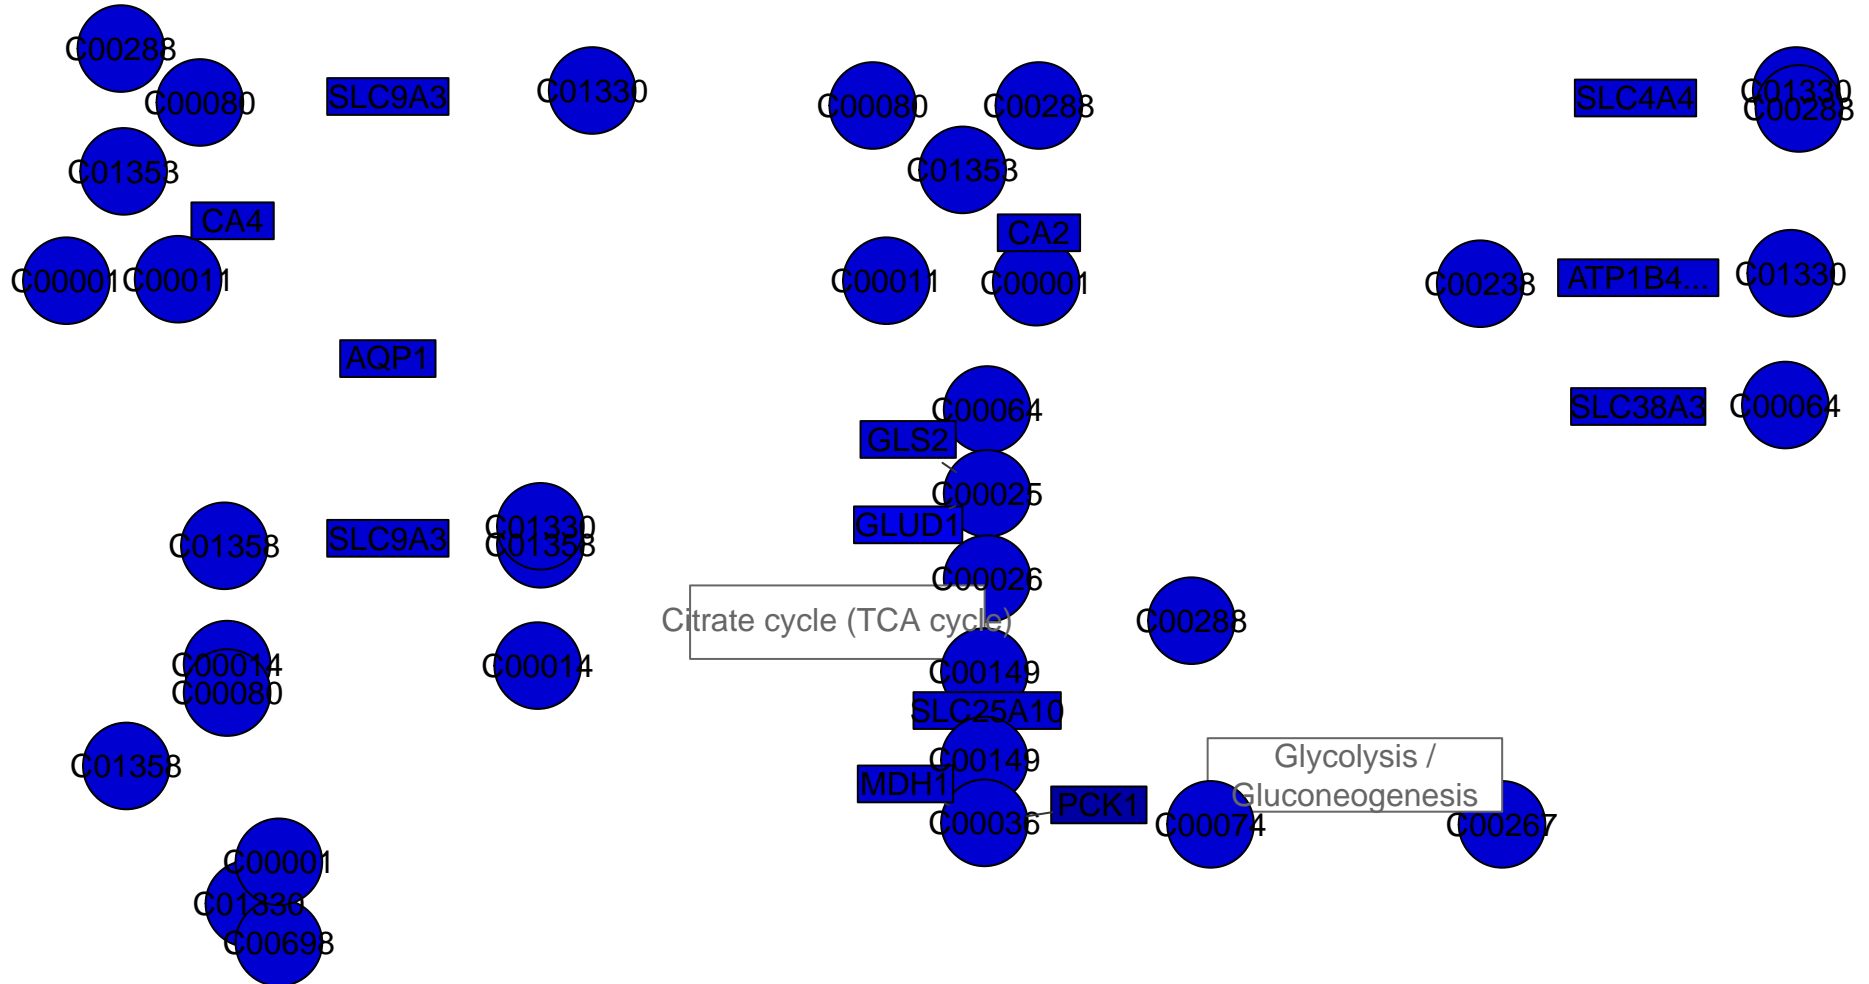 C00288
C00080
SLC9A3
C01330
C00080
C00288
SLC4A4
C01330
C00288
C01353
C01353
CA4
CA2
C00001
C00011
C00011
C00001
C00238
ATP1B4...
C01330
AQP1
C00064
SLC38A3
C00064
GLS2
C00025
GLUD1
C01358
SLC9A3
C01330
C01358
C00026
Citrate cycle (TCA cycle)
C00288
C00014
C00080
C00014
C00149
SLC25A10
C01358
C00149
Glycolysis /
Gluconeogenesis
MDH1
PCK1
C00036
C00074
C00267
C00001
C01330
C00698